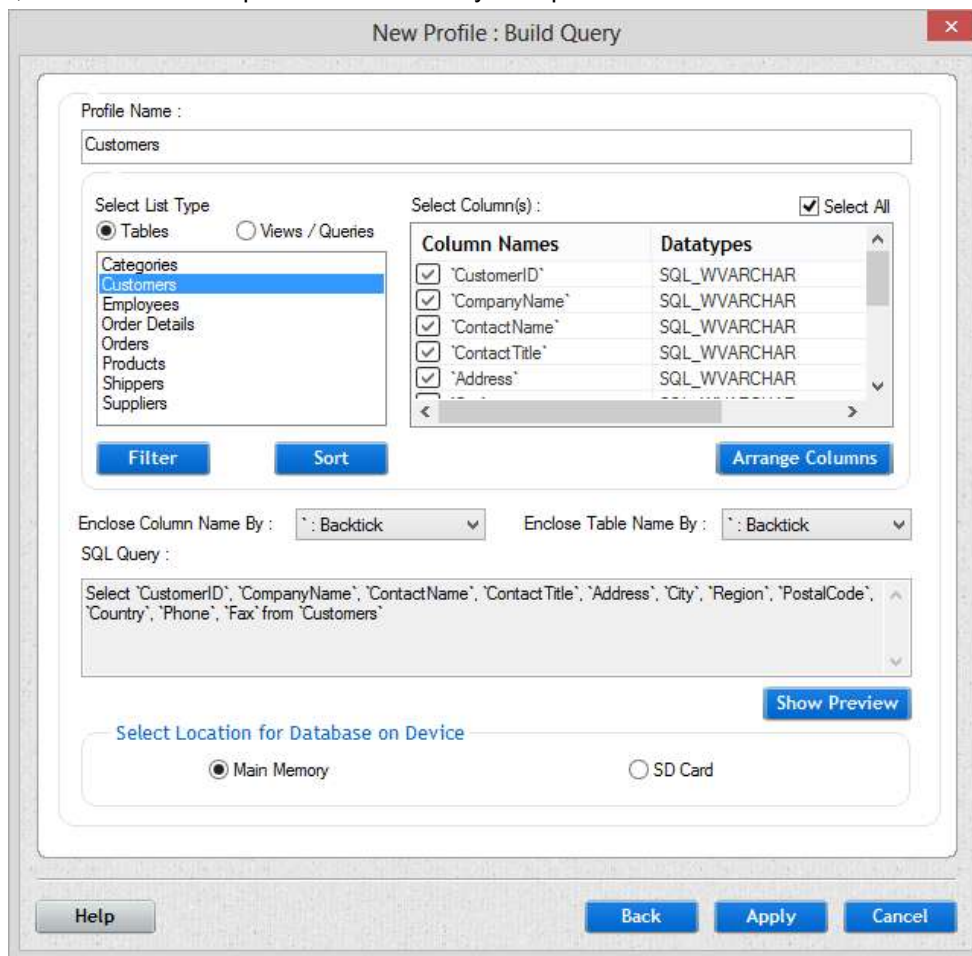 New Profile : Build Query
Profile Name :
Customers
Select List Type
Tables
Views / Queries
Categories
Customers
Employees
Order Details
Orders
Products
Shippers
Suppliers
Filter
Sort
Select Column(s) :
Select All
Column Names Datatypes
`CustomerID` SQL_WVARCHAR
`CompanyName` SQL_WVARCHAR
`ContactName` SQL_WVARCHAR
`ContactTitle` SQL_WVARCHAR
`Address` SQL_WVARCHAR
Arrange Columns
Enclose Column Name By : ` : Backtick
Enclose Table Name By : ` : Backtick
SQL Query :
Select `CustomerID`, `CompanyName`, `ContactName`, `ContactTitle`, `Address`, `City`, `Region`, `PostalCode`,
`Country`, `Phone`, `Fax` from `Customers`
Show Preview
Select Location for Database on Device
Main Memory
SD Card
Help
Back
Apply
Cancel